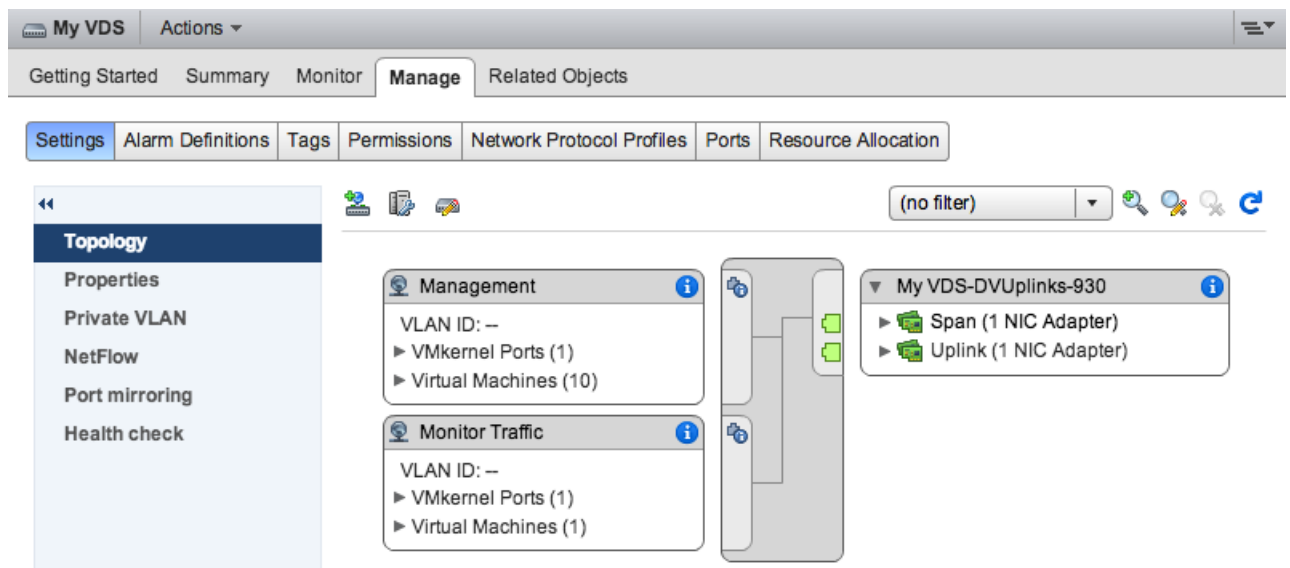 My VDS Actions
Getting Started Summary Monitor Manage Related Objects
Settings Alarm Definitions Tags Permissions Network Protocol Profiles Ports Resource Allocation
(no filter)
Topology
Properties
Private VLAN
NetFlow
Port mirroring
Health check
Management
VLAN ID: --
VMkernel Ports (1)
Virtual Machines (10)
Monitor Traffic
VLAN ID: --
VMkernel Ports (1)
Virtual Machines (1)
My VDS-DVUplinks-930
Span (1 NIC Adapter)
Uplink (1 NIC Adapter)